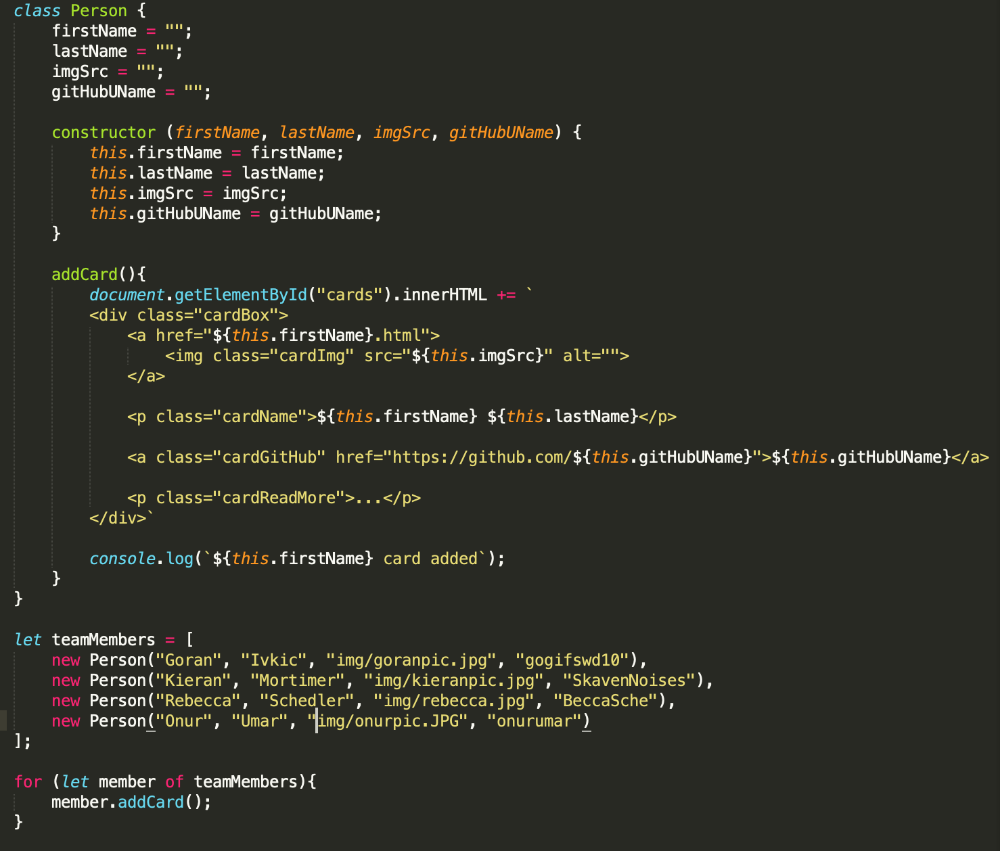 class Person {
    firstName = "";
    lastName = "";
    imgSrc = "";
    gitHubUName = "";

    constructor (firstName, lastName, imgSrc, gitHubUName) {
        this.firstName = firstName;
        this.lastName = lastName;
        this.imgSrc = imgSrc;
        this.gitHubUName = gitHubUName;
    }

    addCard(){
        document.getElementById("cards").innerHTML += `
        <div class="cardBox">
            <a href="${this.firstName}.html">
                <img class="cardImg" src="${this.imgSrc}" alt="">
            </a>

            <p class="cardName">${this.firstName} ${this.lastName}</p>

            <a class="cardGitHub" href="https://github.com/${this.gitHubUName}">${this.gitHubUName}</a>

            <p class="cardReadMore">...</p>
        </div>`

        console.log(`${this.firstName} card added`);
    }
}

let teamMembers = [
    new Person("Goran", "Ivkic", "img/goranpic.jpg", "gogifswd10"),
    new Person("Kieran", "Mortimer", "img/kieranpic.jpg", "SkavenNoises"),
    new Person("Rebecca", "Schedler", "img/rebecca.jpg", "BeccaSche"),
    new Person("Onur", "Umar", "img/onurpic.JPG", "onurumar")
];

for (let member of teamMembers){
    member.addCard();
}